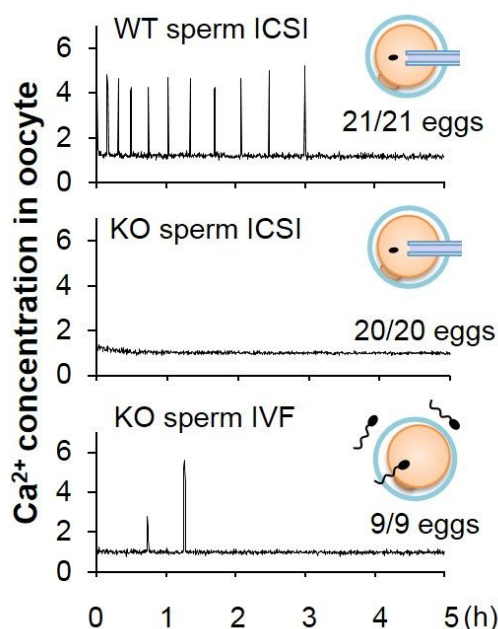 Ca²⁺ concentration in oocyte
WT sperm ICSI
6
4
2
0
21/21 eggs
KO sperm ICSI
6
4
2
0
20/20 eggs
KO sperm IVF
6
4
2
0
9/9 eggs
0 1 2 3 4 5 (h)